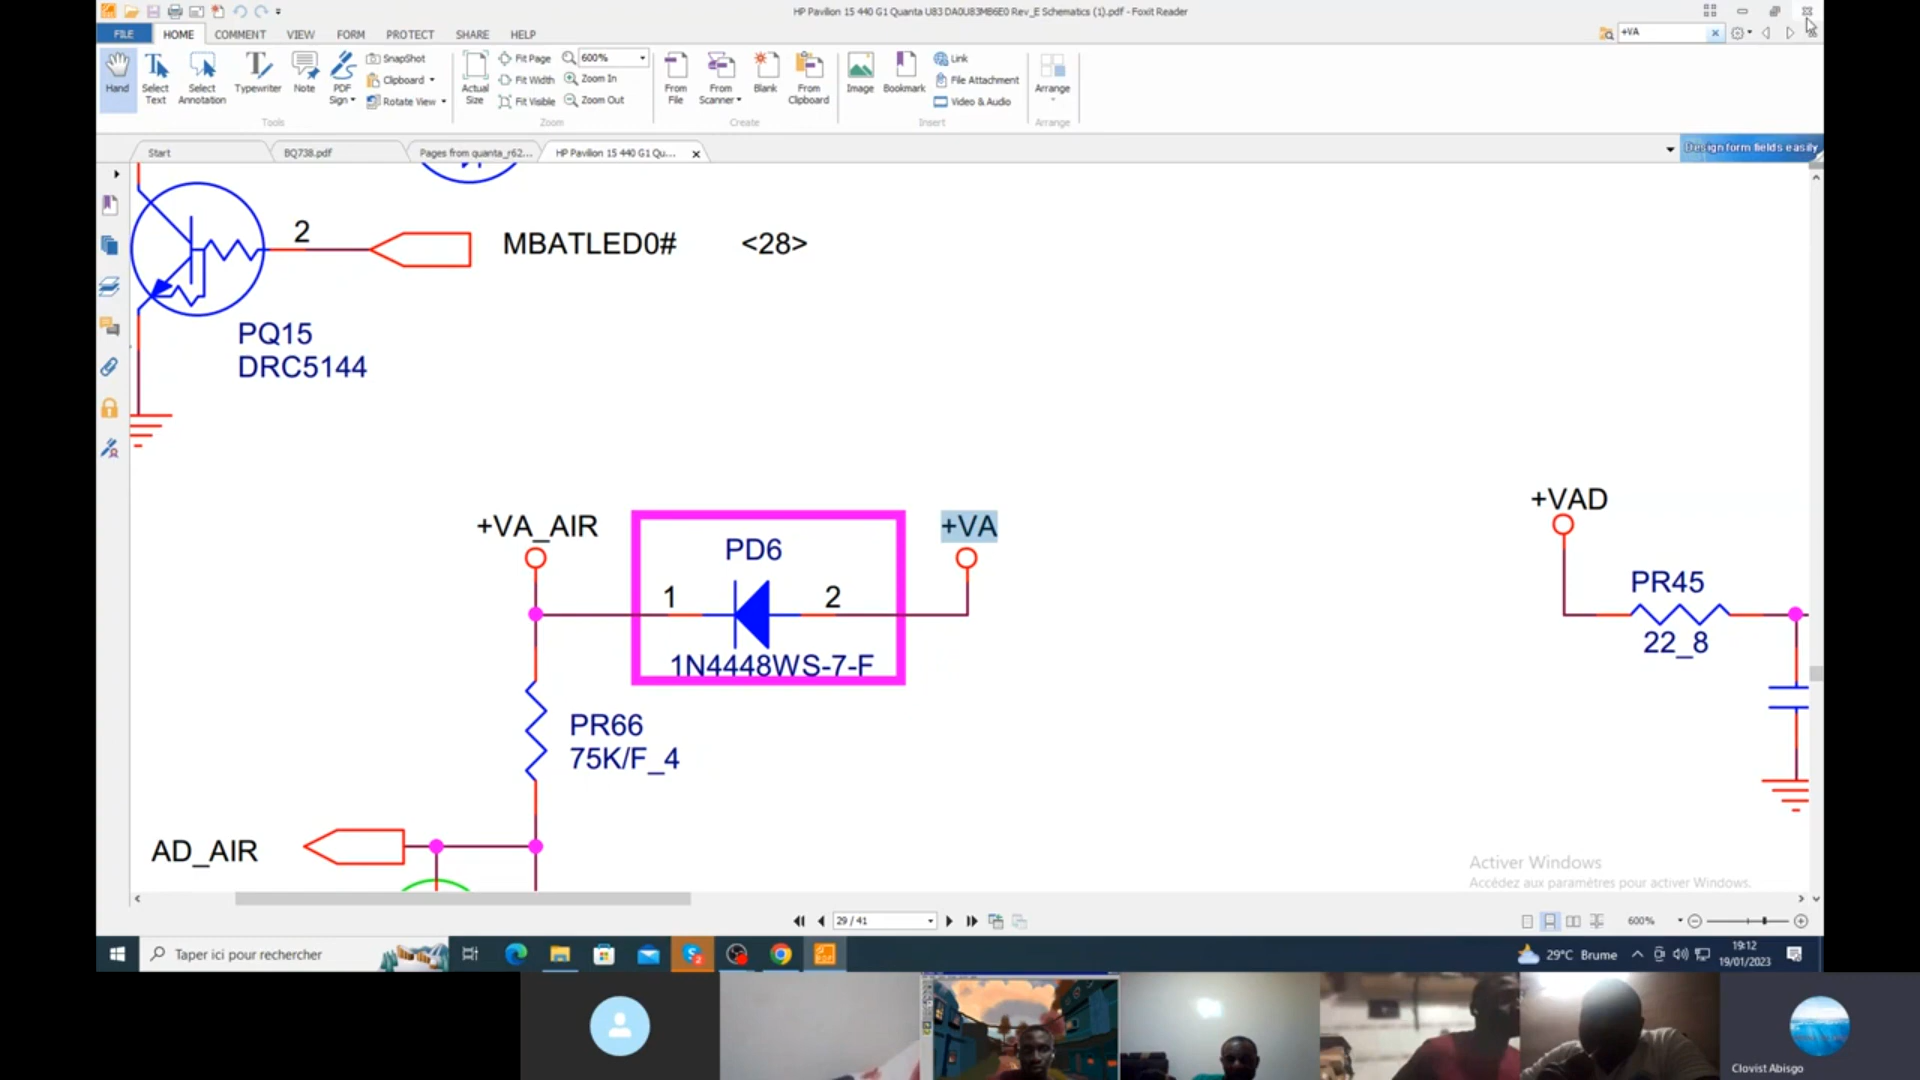 HP Pavilion 15 440 G1 Quanta U83 DA0U83MB6E0 Rev_E Schematics (1).pdf - Foxit Reader
FILE HOME COMMENT VIEW FORM PROTECT SHARE HELP
+VA
Hand
Select Text
Select Annotation
Typewriter
Note
PDF Sign
SnapShot
Clipboard
Rotate View
Tools
Actual Size
Fit Page
Fit Width
Fit Visible
600%
Zoom In
Zoom Out
Zoom
From File
From Scanner
Blank
From Clipboard
Create
Image
Bookmark
Link
File Attachment
Video & Audio
Insert
Arrange
Arrange
Start
BQ738.pdf
Pages from quanta_r62...
HP Pavilion 15 440 G1 Qu...
Design form fields easily
2
MBATLED0# <28>
PQ15
DRC5144
+VA_AIR
PD6
+VA
1 2
1N4448WS-7-F
+VAD
PR45
22_8
PR66
75K/F_4
AD_AIR
Activer Windows
Accédez aux paramètres pour activer Windows.
29 / 41
600%
Taper ici pour rechercher
29°C Brume
19:12
19/01/2023
Clovist Abisgo